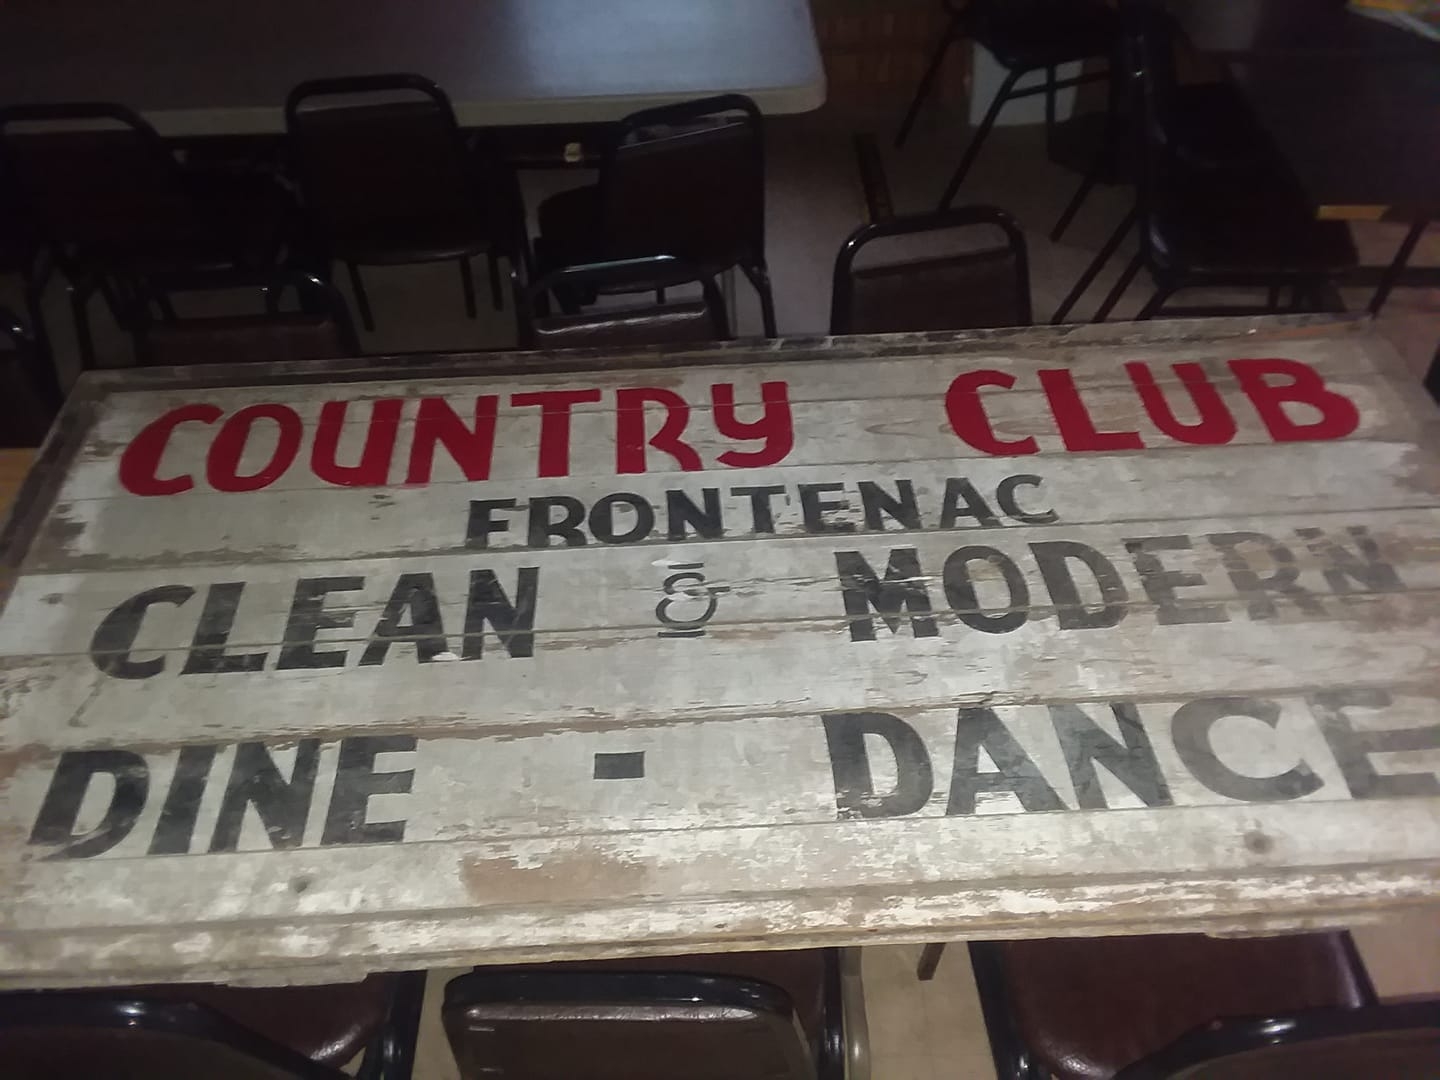 COUNTRY CLUB
FRONTENAC
CLEAN & MODERN
DINE - DANCE